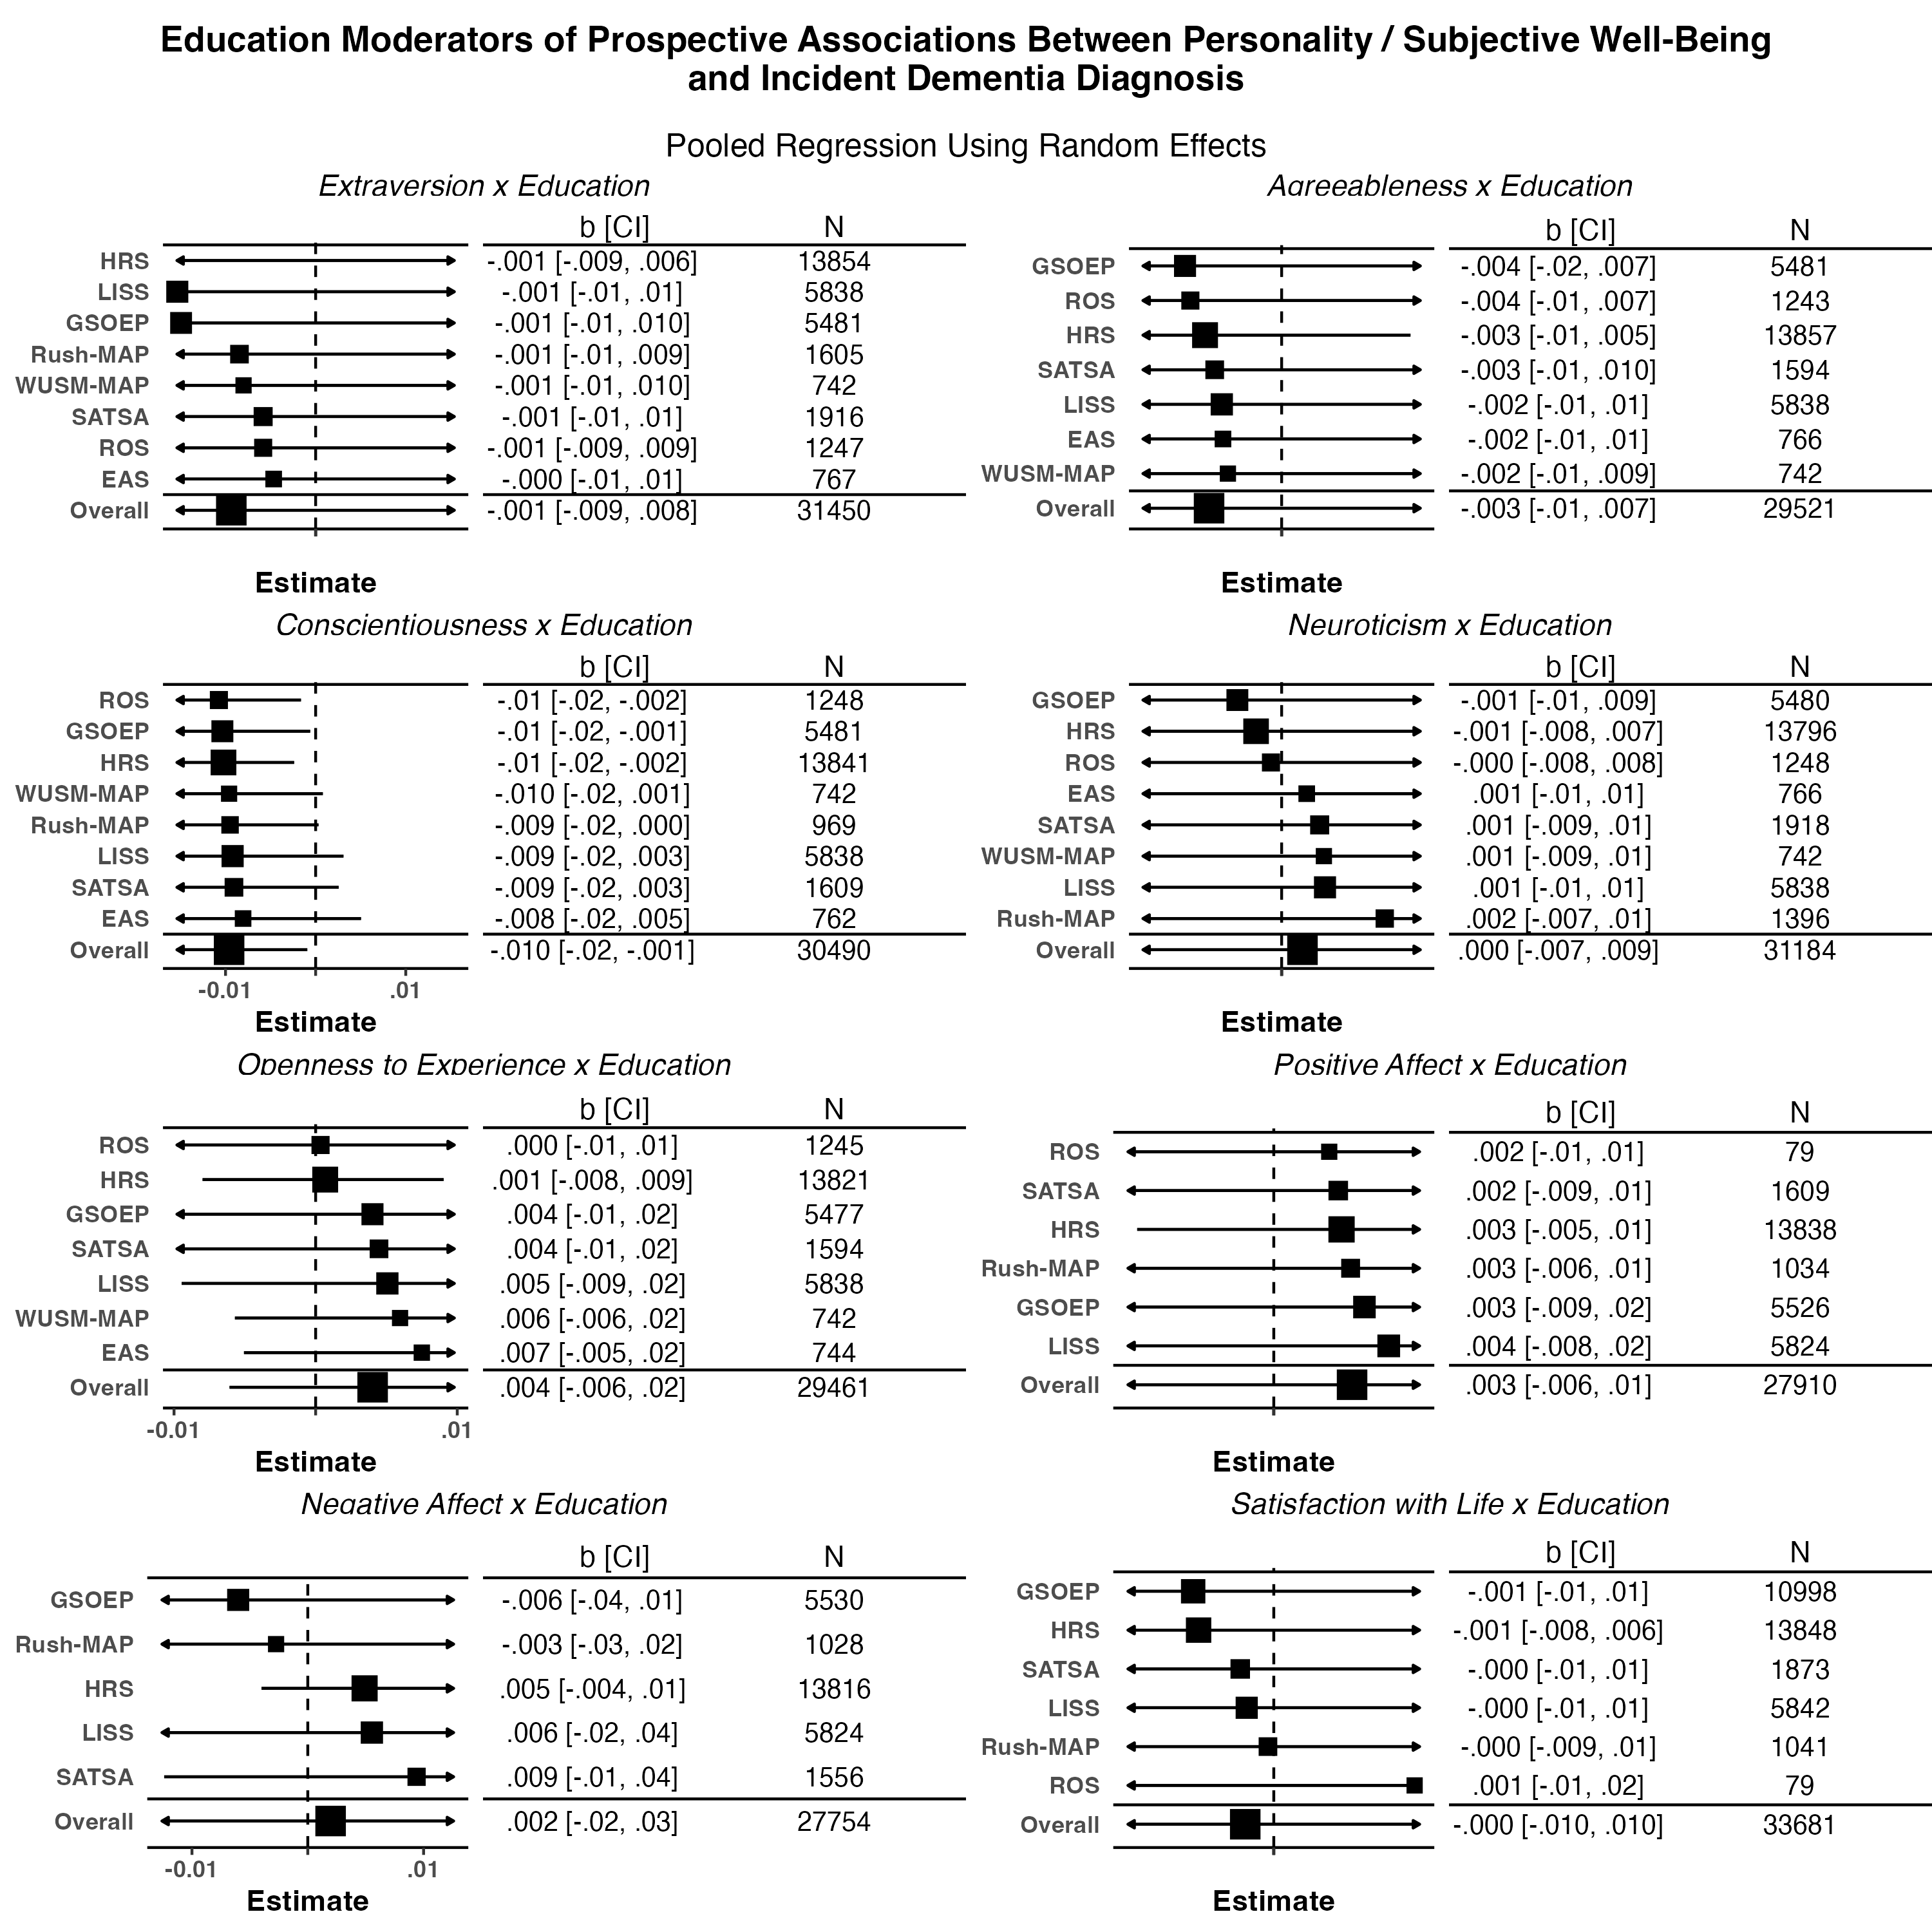 Education Moderators of Prospective Associations Between Personality / Subjective Well-Being
and Incident Dementia Diagnosis
Pooled Regression Using Random Effects
Extraversion x Education
b [CI] N
HRS -.001 [-.009, .006] 13854
LISS -.001 [-.01, .01] 5838
GSOEP -.001 [-.01, .010] 5481
Rush-MAP -.001 [-.01, .009] 1605
WUSM-MAP -.001 [-.01, .010] 742
SATSA -.001 [-.01, .01] 1916
ROS -.001 [-.009, .009] 1247
EAS -.000 [-.01, .01] 767
Overall -.001 [-.009, .008] 31450
Estimate
Agreeableness x Education
b [CI] N
GSOEP -.004 [-.02, .007] 5481
ROS -.004 [-.01, .007] 1243
HRS -.003 [-.01, .005] 13857
SATSA -.003 [-.01, .010] 1594
LISS -.002 [-.01, .01] 5838
EAS -.002 [-.01, .01] 766
WUSM-MAP -.002 [-.01, .009] 742
Overall -.003 [-.01, .007] 29521
Estimate
Conscientiousness x Education
b [CI] N
ROS -.01 [-.02, -.002] 1248
GSOEP -.01 [-.02, -.001] 5481
HRS -.01 [-.02, -.002] 13841
WUSM-MAP -.010 [-.02, .001] 742
Rush-MAP -.009 [-.02, .000] 969
LISS -.009 [-.02, .003] 5838
SATSA -.009 [-.02, .003] 1609
EAS -.008 [-.02, .005] 762
Overall -.010 [-.02, -.001] 30490
-0.01 .01
Estimate
Neuroticism x Education
b [CI] N
GSOEP -.001 [-.01, .009] 5480
HRS -.001 [-.008, .007] 13796
ROS -.000 [-.008, .008] 1248
EAS .001 [-.01, .01] 766
SATSA .001 [-.009, .01] 1918
WUSM-MAP .001 [-.009, .01] 742
LISS .001 [-.01, .01] 5838
Rush-MAP .002 [-.007, .01] 1396
Overall .000 [-.007, .009] 31184
Estimate
Openness to Experience x Education
b [CI] N
ROS .000 [-.01, .01] 1245
HRS .001 [-.008, .009] 13821
GSOEP .004 [-.01, .02] 5477
SATSA .004 [-.01, .02] 1594
LISS .005 [-.009, .02] 5838
WUSM-MAP .006 [-.006, .02] 742
EAS .007 [-.005, .02] 744
Overall .004 [-.006, .02] 29461
-0.01 .01
Estimate
Positive Affect x Education
b [CI] N
ROS .002 [-.01, .01] 79
SATSA .002 [-.009, .01] 1609
HRS .003 [-.005, .01] 13838
Rush-MAP .003 [-.006, .01] 1034
GSOEP .003 [-.009, .02] 5526
LISS .004 [-.008, .02] 5824
Overall .003 [-.006, .01] 27910
Estimate
Negative Affect x Education
b [CI] N
GSOEP -.006 [-.04, .01] 5530
Rush-MAP -.003 [-.03, .02] 1028
HRS .005 [-.004, .01] 13816
LISS .006 [-.02, .04] 5824
SATSA .009 [-.01, .04] 1556
Overall .002 [-.02, .03] 27754
-0.01 .01
Estimate
Satisfaction with Life x Education
b [CI] N
GSOEP -.001 [-.01, .01] 10998
HRS -.001 [-.008, .006] 13848
SATSA -.000 [-.01, .01] 1873
LISS -.000 [-.01, .01] 5842
Rush-MAP -.000 [-.009, .01] 1041
ROS .001 [-.01, .02] 79
Overall -.000 [-.010, .010] 33681
Estimate